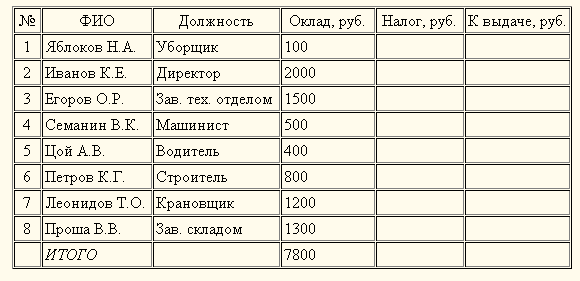 № ФИО Должность Оклад, руб. Налог, руб. К выдаче, руб.
1 Яблоков Н.А. Уборщик 100
2 Иванов К.Е. Директор 2000
3 Егоров О.Р. Зав. тех. отделом 1500
4 Семанин В.К. Машинист 500
5 Цой А.В. Водитель 400
6 Петров К.Г. Строитель 800
7 Леонидов Т.О. Крановщик 1200
8 Проша В.В. Зав. складом 1300
ИТОГО 7800